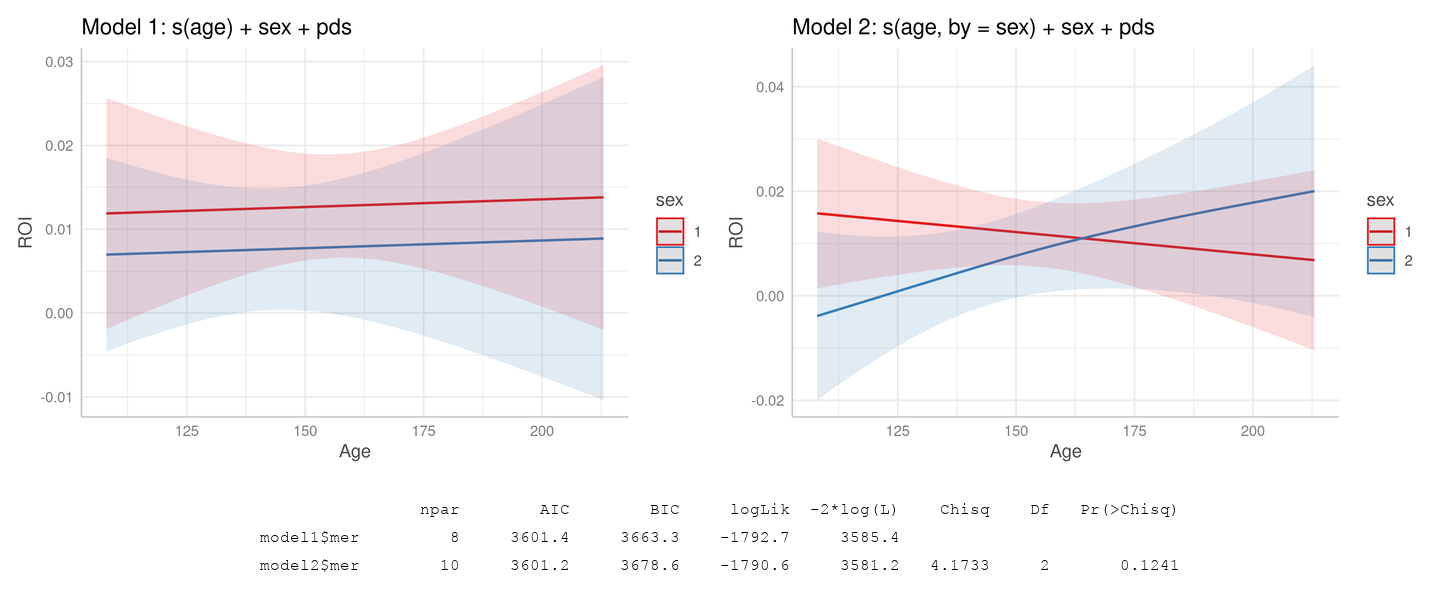 Model 1: s(age) + sex + pds
0.03
0.02
0.01
0.00
-0.01
ROI
125 150 175 200
Age
sex
1
2
Model 2: s(age, by = sex) + sex + pds
0.04
0.02
0.00
-0.02
ROI
125 150 175 200
Age
sex
1
2
npar AIC BIC logLik -2*log(L) Chisq Df Pr(>Chisq)
model1$mer 8 3601.4 3663.3 -1792.7 3585.4
model2$mer 10 3601.2 3678.6 -1790.6 3581.2 4.1733 2 0.1241